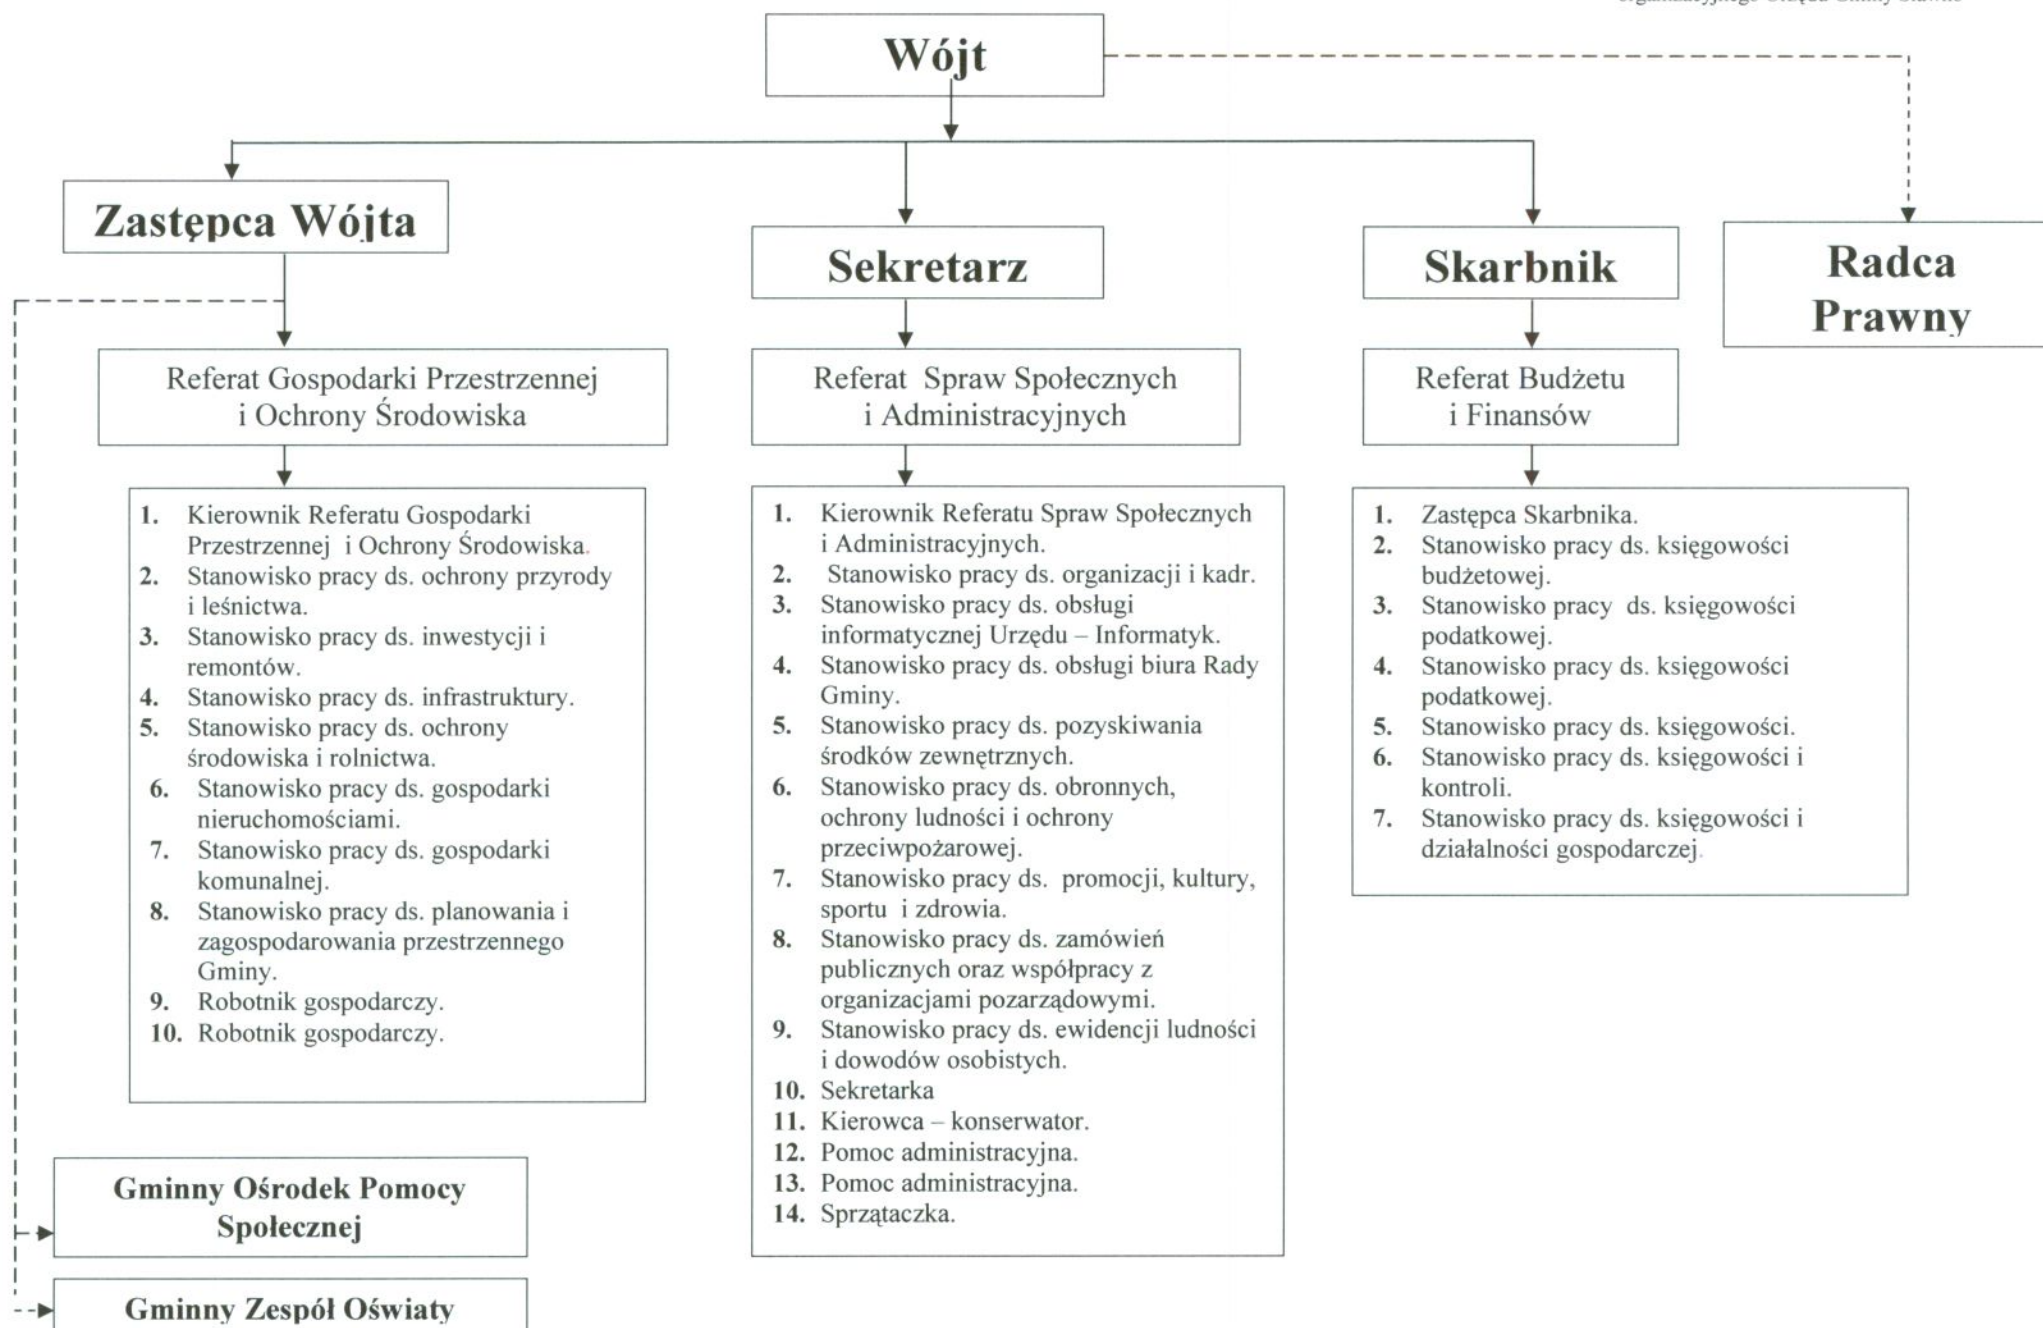 Wójt
Zastępca Wójta
Sekretarz
Skarbnik
Radca
Prawny
Referat Gospodarki Przestrzennej
i Ochrony Środowiska
Referat Spraw Społecznych
i Administracyjnych
Referat Budżetu
i Finansów
1. Kierownik Referatu Gospodarki
Przestrzennej i Ochrony Środowiska.
2. Stanowisko pracy ds. ochrony przyrody
i leśnictwa.
3. Stanowisko pracy ds. inwestycji i
remontów.
4. Stanowisko pracy ds. infrastruktury.
5. Stanowisko pracy ds. ochrony
środowiska i rolnictwa.
6. Stanowisko pracy ds. gospodarki
nieruchomościami.
7. Stanowisko pracy ds. gospodarki
komunalnej.
8. Stanowisko pracy ds. planowania i
zagospodarowania przestrzennego
Gminy.
9. Robotnik gospodarczy.
10. Robotnik gospodarczy.
1. Kierownik Referatu Spraw Społecznych
i Administracyjnych.
2. Stanowisko pracy ds. organizacji i kadr.
3. Stanowisko pracy ds. obsługi
informatycznej Urzędu – Informatyk.
4. Stanowisko pracy ds. obsługi biura Rady
Gminy.
5. Stanowisko pracy ds. pozyskiwania
środków zewnętrznych.
6. Stanowisko pracy ds. obronnych,
ochrony ludności i ochrony
przeciwpożarowej.
7. Stanowisko pracy ds. promocji, kultury,
sportu i zdrowia.
8. Stanowisko pracy ds. zamówień
publicznych oraz współpracy z
organizacjami pozarządowymi.
9. Stanowisko pracy ds. ewidencji ludności
i dowodów osobistych.
10. Sekretarka
11. Kierowca – konserwator.
12. Pomoc administracyjna.
13. Pomoc administracyjna.
14. Sprzątaczka.
1. Zastępca Skarbnika.
2. Stanowisko pracy ds. księgowości
budżetowej.
3. Stanowisko pracy ds. księgowości
podatkowej.
4. Stanowisko pracy ds. księgowości
podatkowej.
5. Stanowisko pracy ds. księgowości.
6. Stanowisko pracy ds. księgowości i
kontroli.
7. Stanowisko pracy ds. księgowości i
działalności gospodarczej.
Gminny Ośrodek Pomocy
Społecznej
Gminny Zespół Oświaty